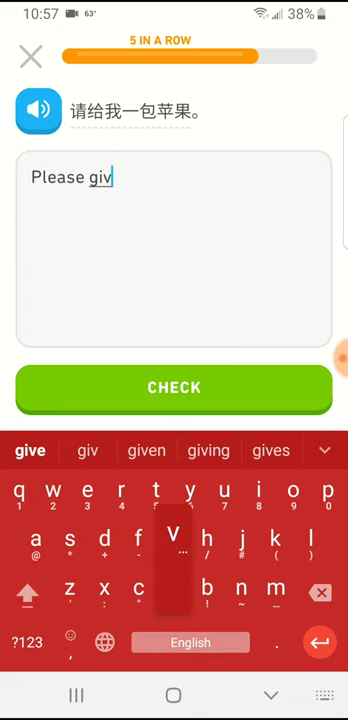 10:57 63° 38%
5 IN A ROW
请给我一包苹果。
Please giv
CHECK
give giv given giving gives
q w e r t y u i o p
1 2 3 4 5 6 7 8 9 0
a s d f h j k l
@ * + - / # ( )
z x c v b n m
' : " ... ! ~ ...
?123 , English .